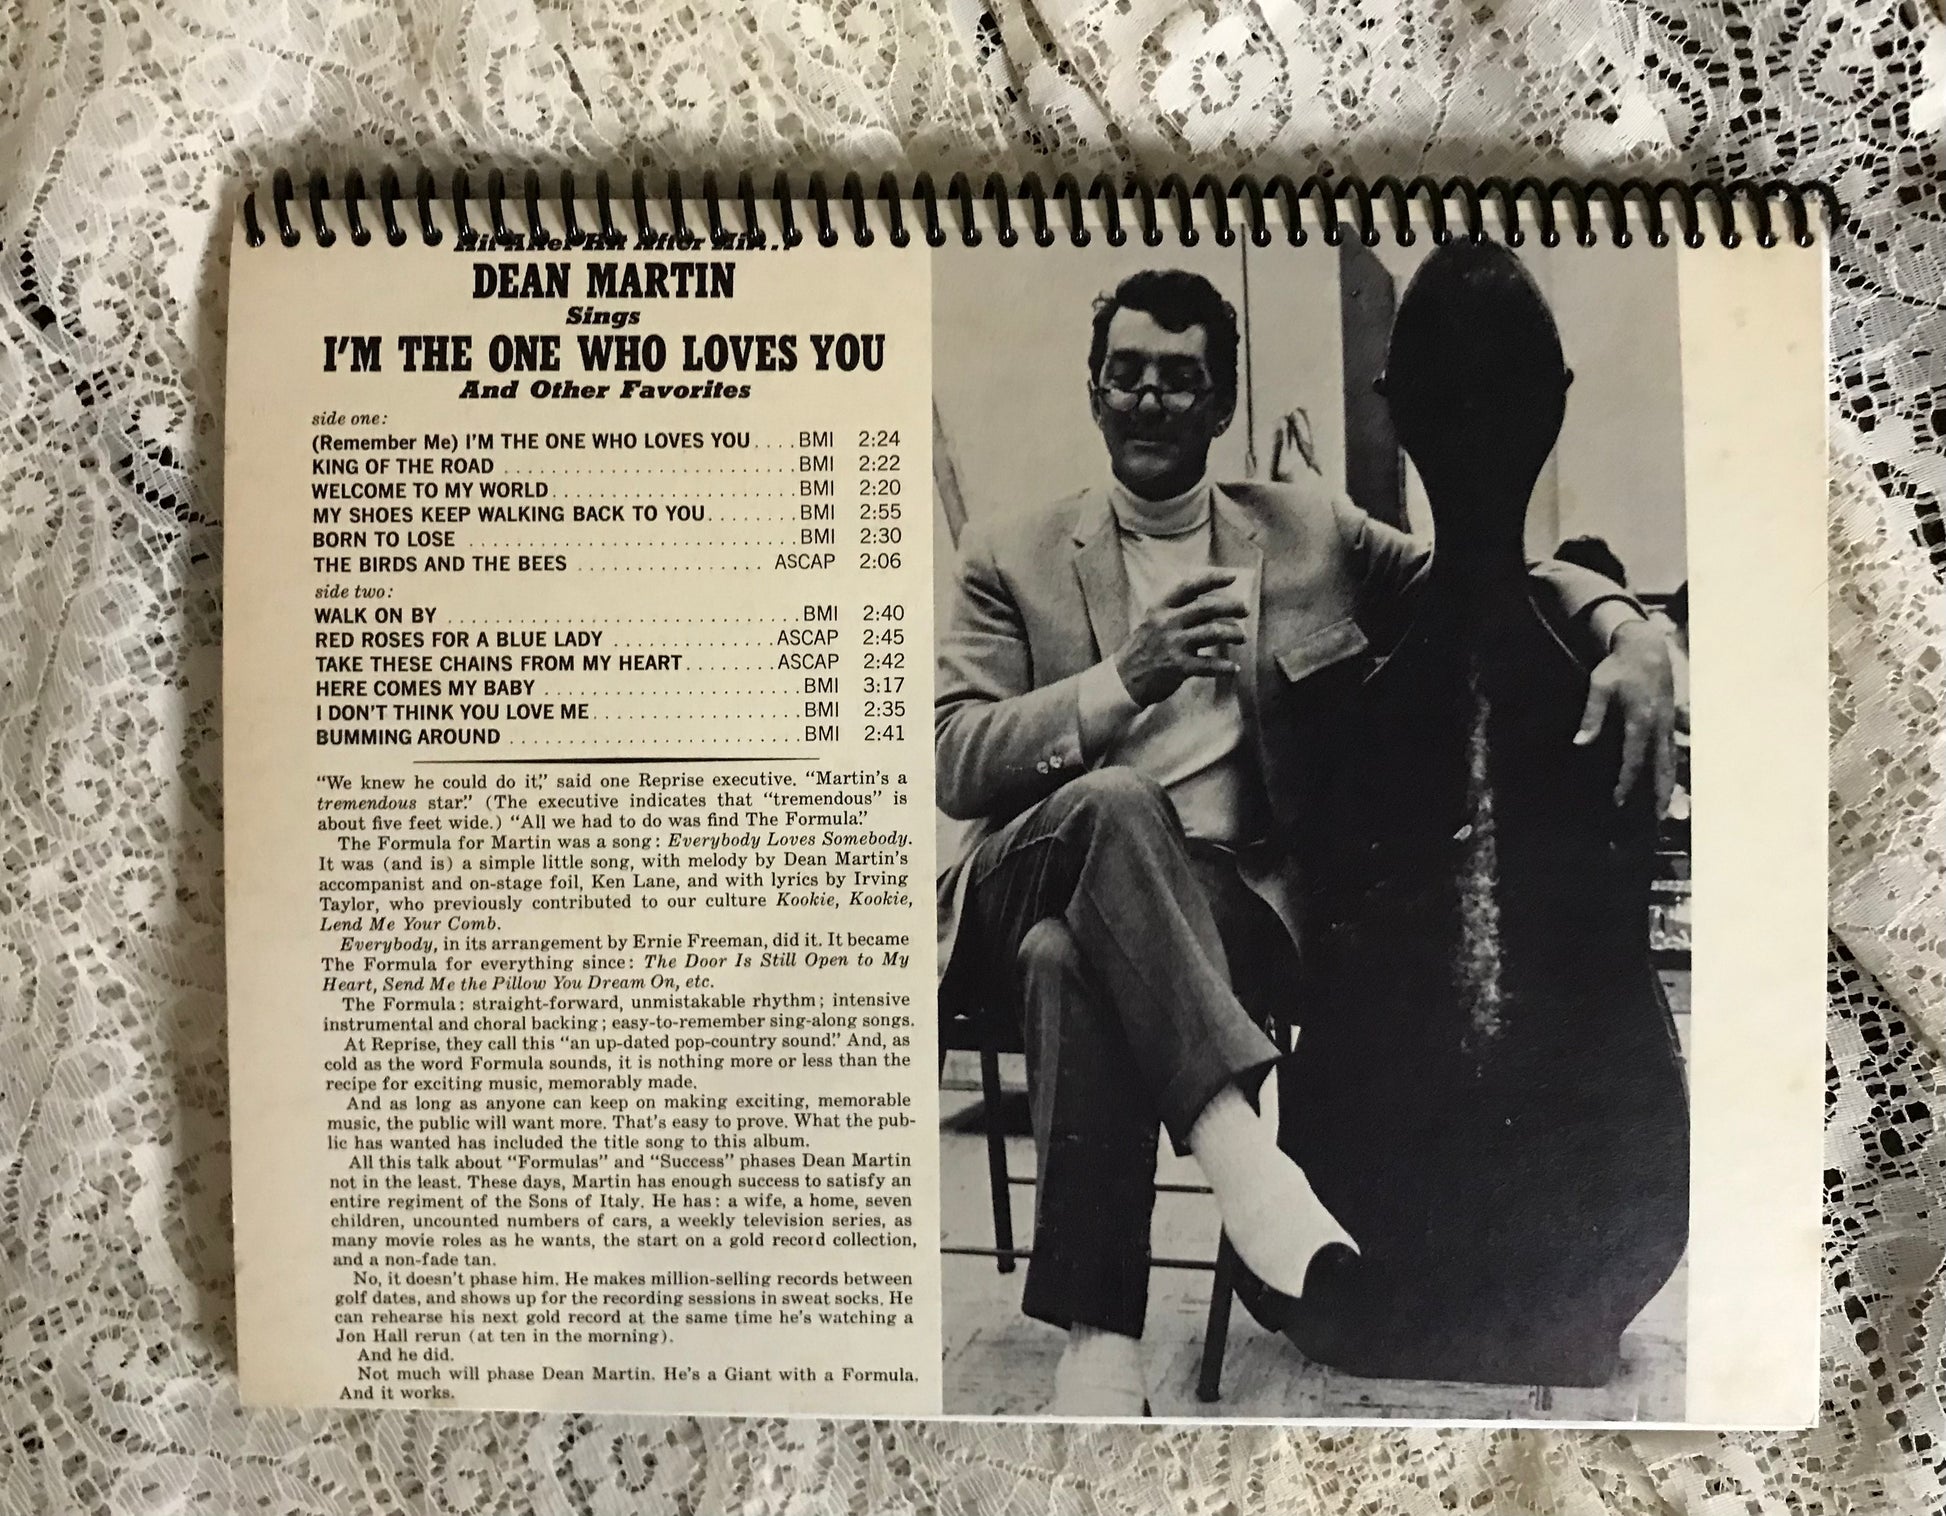 Hit After Hit After Hit...
DEAN MARTIN
Sings
I'M THE ONE WHO LOVES YOU
And Other Favorites
side one:
(Remember Me) I'M THE ONE WHO LOVES YOU . . . . BMI 2:24
KING OF THE ROAD . . . . . . . . . . . . . . . . . . . . . . . . . BMI 2:22
WELCOME TO MY WORLD . . . . . . . . . . . . . . . . . . . . . BMI 2:20
MY SHOES KEEP WALKING BACK TO YOU . . . . . . . . BMI 2:55
BORN TO LOSE . . . . . . . . . . . . . . . . . . . . . . . . . . . . BMI 2:30
THE BIRDS AND THE BEES . . . . . . . . . . . . . . . . ASCAP 2:06
side two:
WALK ON BY . . . . . . . . . . . . . . . . . . . . . . . . . . . . . . BMI 2:40
RED ROSES FOR A BLUE LADY . . . . . . . . . . . . . . ASCAP 2:45
TAKE THESE CHAINS FROM MY HEART . . . . . . . . ASCAP 2:42
HERE COMES MY BABY . . . . . . . . . . . . . . . . . . . . . . BMI 3:17
I DON'T THINK YOU LOVE ME . . . . . . . . . . . . . . . . . . BMI 2:35
BUMMING AROUND . . . . . . . . . . . . . . . . . . . . . . . . . BMI 2:41
“We knew he could do it,” said one Reprise executive. “Martin's a
tremendous star.” (The executive indicates that “tremendous” is
about five feet wide.) “All we had to do was find The Formula.”
The Formula for Martin was a song: Everybody Loves Somebody.
It was (and is) a simple little song, with melody by Dean Martin's
accompanist and on-stage foil, Ken Lane, and with lyrics by Irving
Taylor, who previously contributed to our culture Kookie, Kookie,
Lend Me Your Comb.
Everybody, in its arrangement by Ernie Freeman, did it. It became
The Formula for everything since: The Door Is Still Open to My
Heart, Send Me the Pillow You Dream On, etc.
The Formula: straight-forward, unmistakable rhythm; intensive
instrumental and choral backing; easy-to-remember sing-along songs.
At Reprise, they call this “an up-dated pop-country sound.” And, as
cold as the word Formula sounds, it is nothing more or less than the
recipe for exciting music, memorably made.
And as long as anyone can keep on making exciting, memorable
music, the public will want more. That's easy to prove. What the pub-
lic has wanted has included the title song to this album.
All this talk about “Formulas” and “Success” phases Dean Martin
not in the least. These days, Martin has enough success to satisfy an
entire regiment of the Sons of Italy. He has: a wife, a home, seven
children, uncounted numbers of cars, a weekly television series, as
many movie roles as he wants, the start on a gold record collection,
and a non-fade tan.
No, it doesn't phase him. He makes million-selling records between
golf dates, and shows up for the recording sessions in sweat socks. He
can rehearse his next gold record at the same time he's watching a
Jon Hall rerun (at ten in the morning).
And he did.
Not much will phase Dean Martin. He's a Giant with a Formula.
And it works.